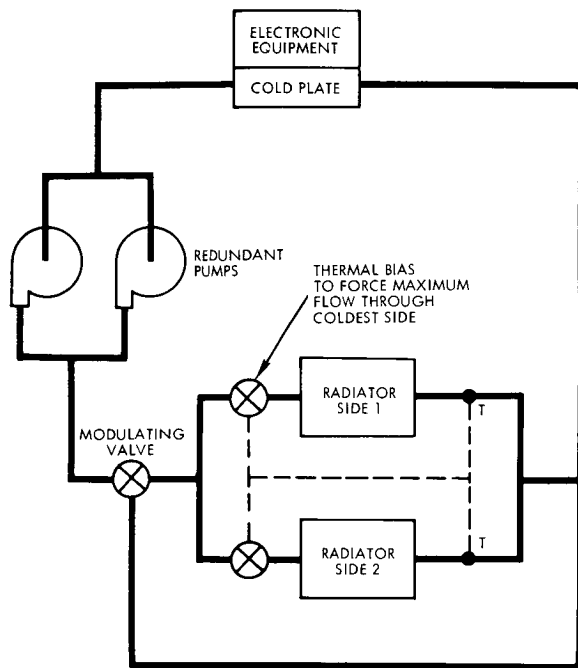 ELECTRONIC
EQUIPMENT
COLD PLATE
REDUNDANT
PUMPS
THERMAL BIAS
TO FORCE MAXIMUM
FLOW THROUGH
COLDEST SIDE
RADIATOR
SIDE 1
T
MODULATING
VALVE
RADIATOR
SIDE 2
T